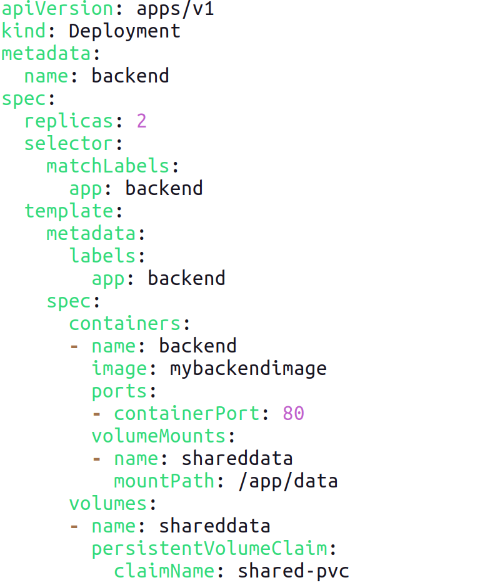 apiVersion: apps/v1
kind: Deployment
metadata:
  name: backend
spec:
  replicas: 2
  selector:
    matchLabels:
      app: backend
  template:
    metadata:
      labels:
        app: backend
    spec:
      containers:
      - name: backend
        image: mybackendimage
        ports:
        - containerPort: 80
        volumeMounts:
        - name: shareddata
          mountPath: /app/data
      volumes:
      - name: shareddata
        persistentVolumeClaim:
          claimName: shared-pvc